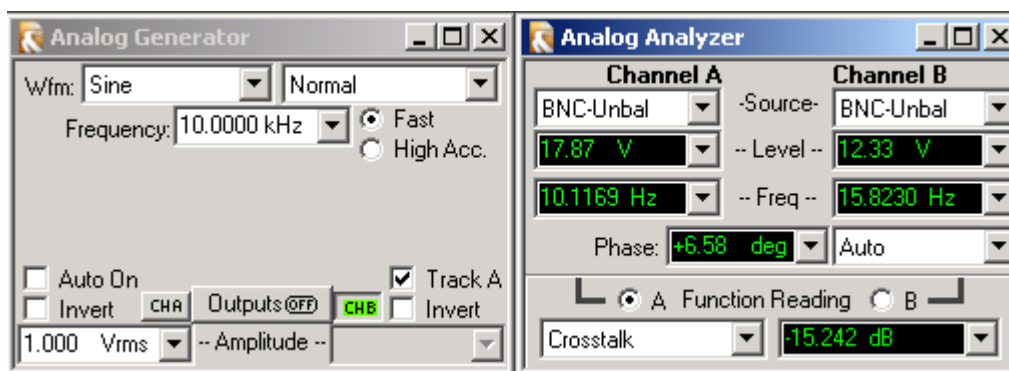 Analog Generator
Wfm: Sine Normal
Frequency: 10.0000 kHz Fast
High Acc.
Auto On Track A
Invert CHA Outputs OFF CHB Invert
1.000 Vrms -- Amplitude --
Analog Analyzer
Channel A Channel B
BNC-Unbal -Source- BNC-Unbal
17.87 V -- Level -- 12.33 V
10.1169 Hz -- Freq -- 15.8230 Hz
Phase: +6.58 deg Auto
A Function Reading B
Crosstalk -15.242 dB